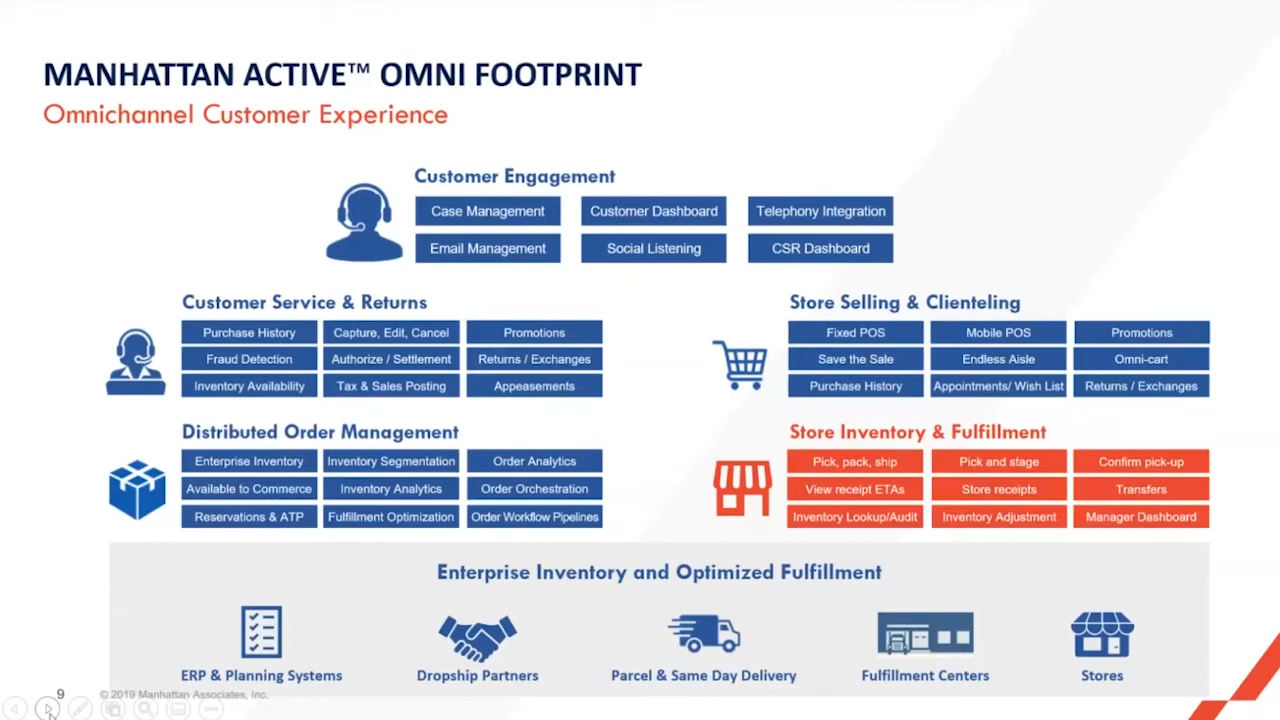 MANHATTAN ACTIVE™ OMNI FOOTPRINT
Omnichannel Customer Experience
Customer Engagement
Case Management
Customer Dashboard
Telephony Integration
Email Management
Social Listening
CSR Dashboard
Customer Service & Returns
Purchase History
Capture, Edit, Cancel
Promotions
Fraud Detection
Authorize / Settlement
Returns / Exchanges
Inventory Availability
Tax & Sales Posting
Appeasements
Store Selling & Clienteling
Fixed POS
Mobile POS
Promotions
Save the Sale
Endless Aisle
Omni-cart
Purchase History
Appointments/ Wish List
Returns / Exchanges
Distributed Order Management
Enterprise Inventory
Inventory Segmentation
Order Analytics
Available to Commerce
Inventory Analytics
Order Orchestration
Reservations & ATP
Fulfillment Optimization
Order Workflow Pipelines
Store Inventory & Fulfillment
Pick, pack, ship
Pick and stage
Confirm pick-up
View receipt ETAs
Store receipts
Transfers
Inventory Lookup/Audit
Inventory Adjustment
Manager Dashboard
Enterprise Inventory and Optimized Fulfillment
ERP & Planning Systems
Dropship Partners
Parcel & Same Day Delivery
Fulfillment Centers
Stores
9
© 2019 Manhattan Associates, Inc.